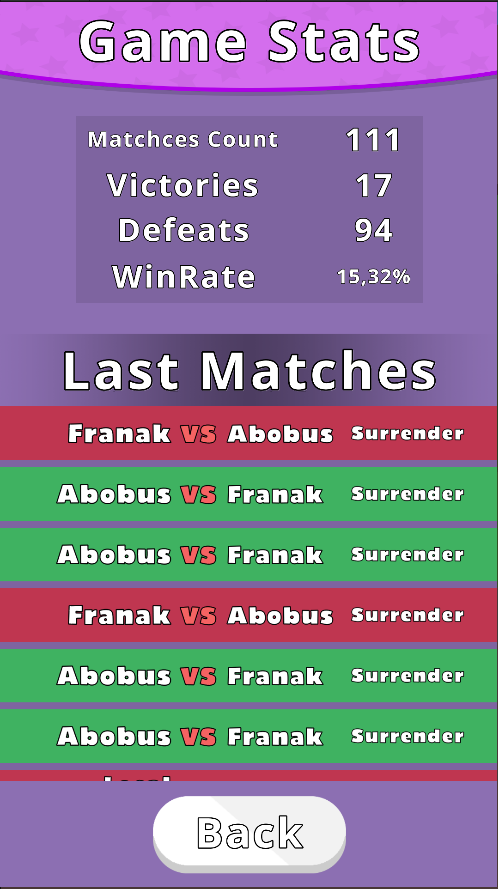 Game Stats
Matchces Count 111
Victories 17
Defeats 94
WinRate 15,32%
Last Matches
Franak VS Abobus Surrender
Abobus VS Franak Surrender
Abobus VS Franak Surrender
Franak VS Abobus Surrender
Abobus VS Franak Surrender
Abobus VS Franak Surrender
Back